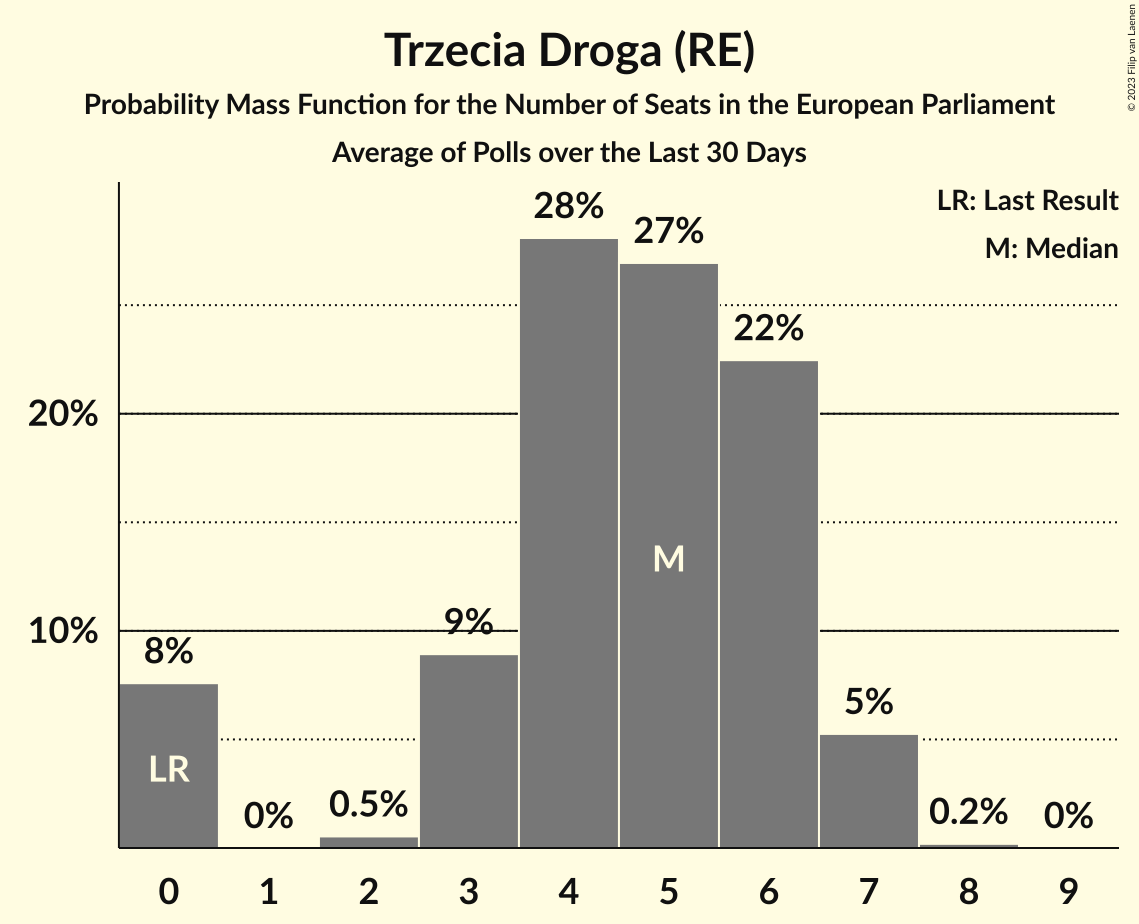 Trzecia Droga (RE)
Probability Mass Function for the Number of Seats in the European Parliament
Average of Polls over the Last 30 Days
© 2023 Filip van Laenen
LR: Last Result
M: Median
28%
27%
22%
20%
M
9%
10%
8%
5%
LR
0%
0.5%
0.2%
0%
0 1 2 3 4 5 6 7 8 9